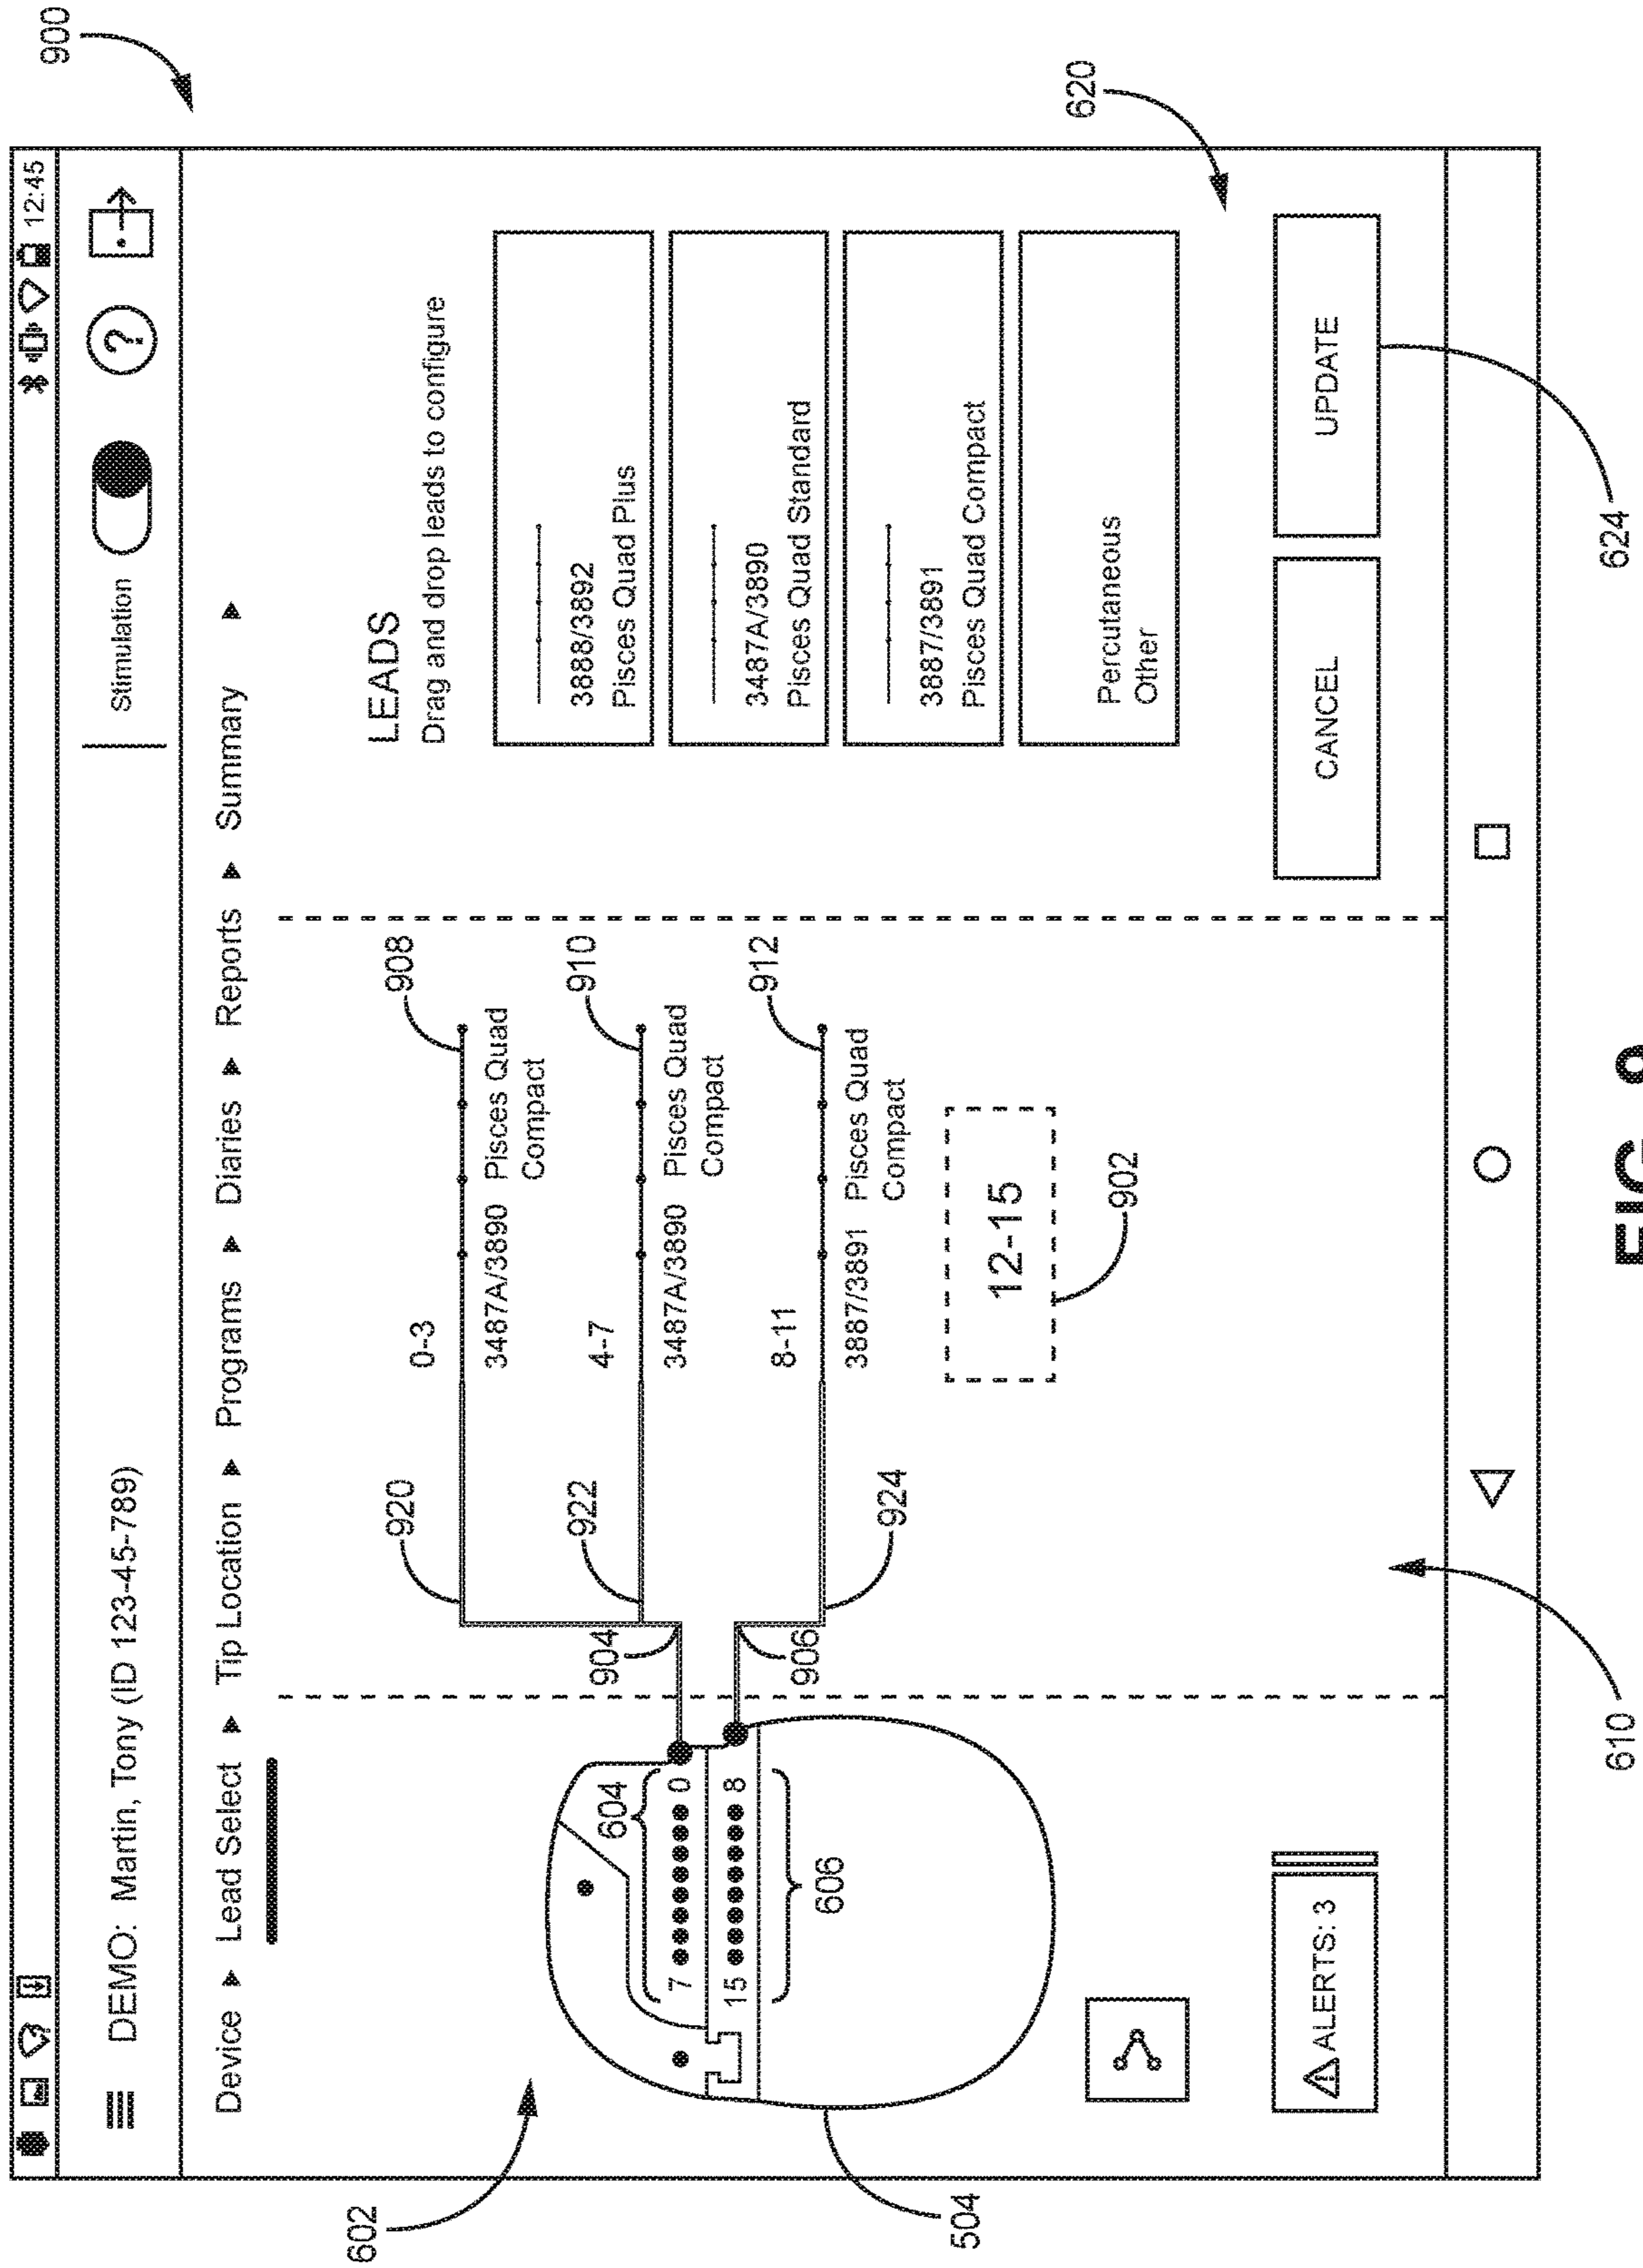 900
12:45
DEMO: Martin, Tony (ID 123-45-789)
Stimulation
?
Device ▶ Lead Select ▶ Tip Location ▶ Programs ▶ Diaries ▶ Reports ▶ Summary ▶
602
604
7 0
15 8
606
504
ALERTS: 3
920
0-3
908
3487A/3890 Pisces Quad
Compact
922
4-7
910
3487A/3890 Pisces Quad
Compact
904
906
8-11
912
3887/3891 Pisces Quad
Compact
924
12-15
902
610
LEADS
Drag and drop leads to configure
3888/3892
Pisces Quad Plus
3487A/3890
Pisces Quad Standard
3887/3891
Pisces Quad Compact
Percutaneous
Other
620
CANCEL
UPDATE
624
FIG.